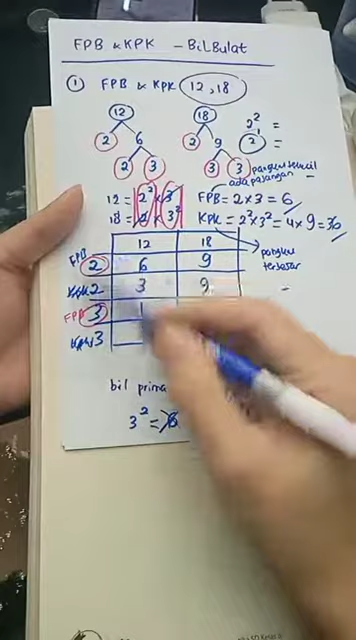 FPB & KPK - BilBulat
① FPB & KPK (12, 18)
12 18 2² =
2 6 2 9 2¹ =
2 3 3 3 pangkat terkecil
ada pasangan
12 = 2² × 3 FPB = 2 × 3 = 6
18 = 2 × 3² KPK = 2² × 3² = 4 × 9 = 36
12 18 pangkat
FPB 2 6 9 terbesar
KPK 2 3 9
FPB 3 1
KPK 3
bil prima
3² =